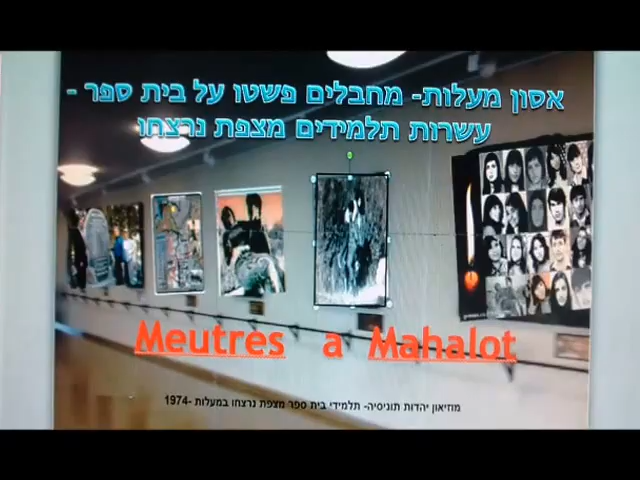 אסון מעלות- מחבלים פשטו על בית ספר -
עשרות תלמידים מצפת נרצחו
Meutres a Mahalot
מוזיאון יהדות תוניסיה- תלמידי בית ספר מצפת נרצחו במעלות -1974